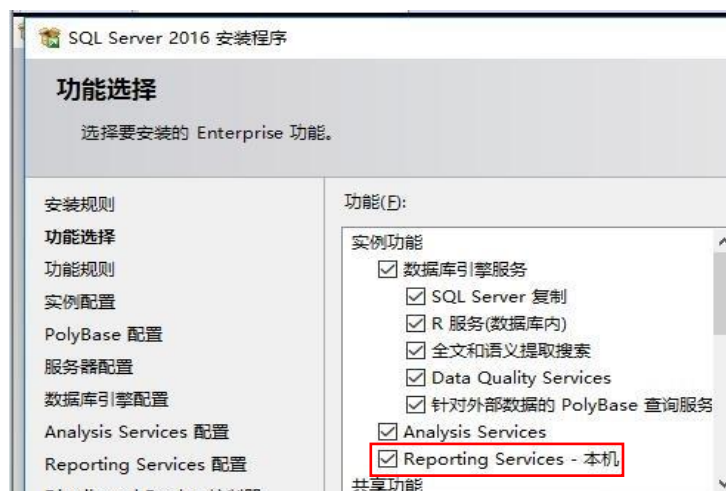 SQL Server 2016 安装程序
功能选择
选择要安装的 Enterprise 功能。
安装规则
功能选择
功能规则
实例配置
PolyBase 配置
服务器配置
数据库引擎配置
Analysis Services 配置
Reporting Services 配置
功能(F):
实例功能
数据库引擎服务
SQL Server 复制
R 服务(数据库内)
全文和语义提取搜索
Data Quality Services
针对外部数据的 PolyBase 查询服务
Analysis Services
Reporting Services - 本机
共享功能